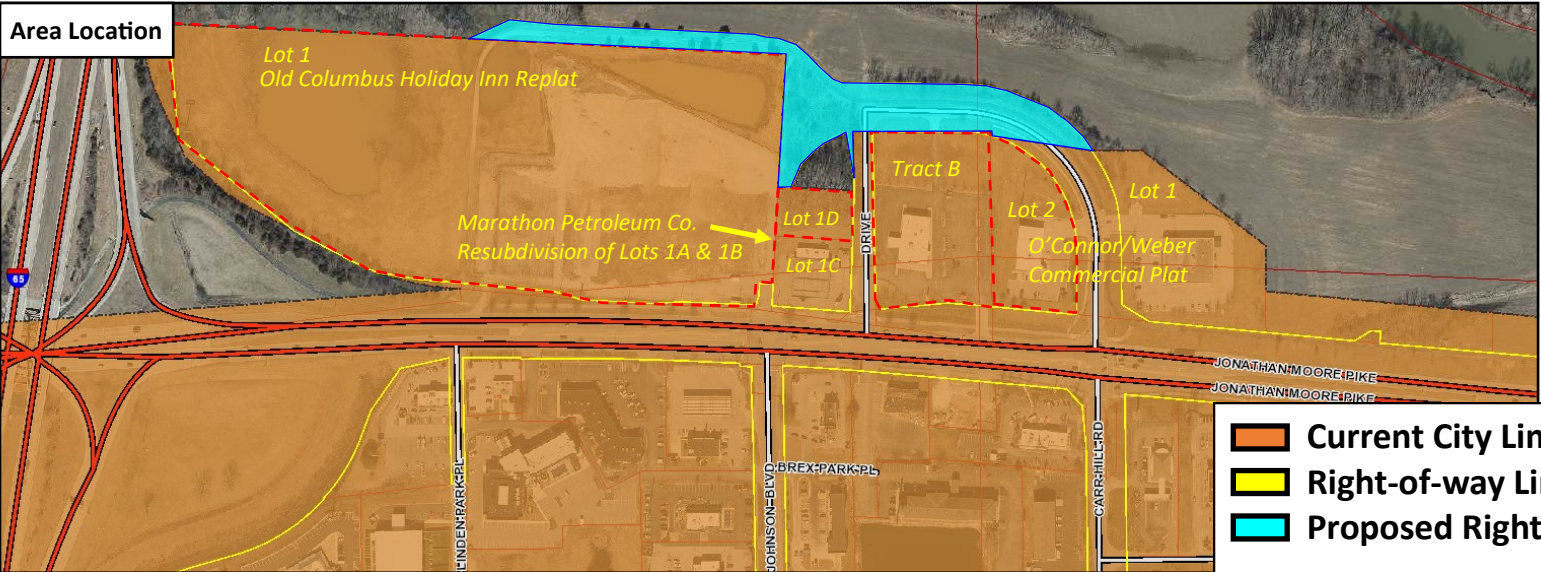 Area Location
Lot 1
Old Columbus Holiday Inn Replat
Tract B
Lot 1
Lot 2
Lot 1D
Marathon Petroleum Co.
Resubdivision of Lots 1A & 1B
DRIVE
O'Connor/Weber
Commercial Plat
Lot 1C
65
JONATHAN MOORE PIKE
JONATHAN MOORE PIKE
LINDEN PARK PL
JOHNSON BLVD
BREX PARK PL
CARR HILL RD
Current City Lin
Right-of-way Li
Proposed Right